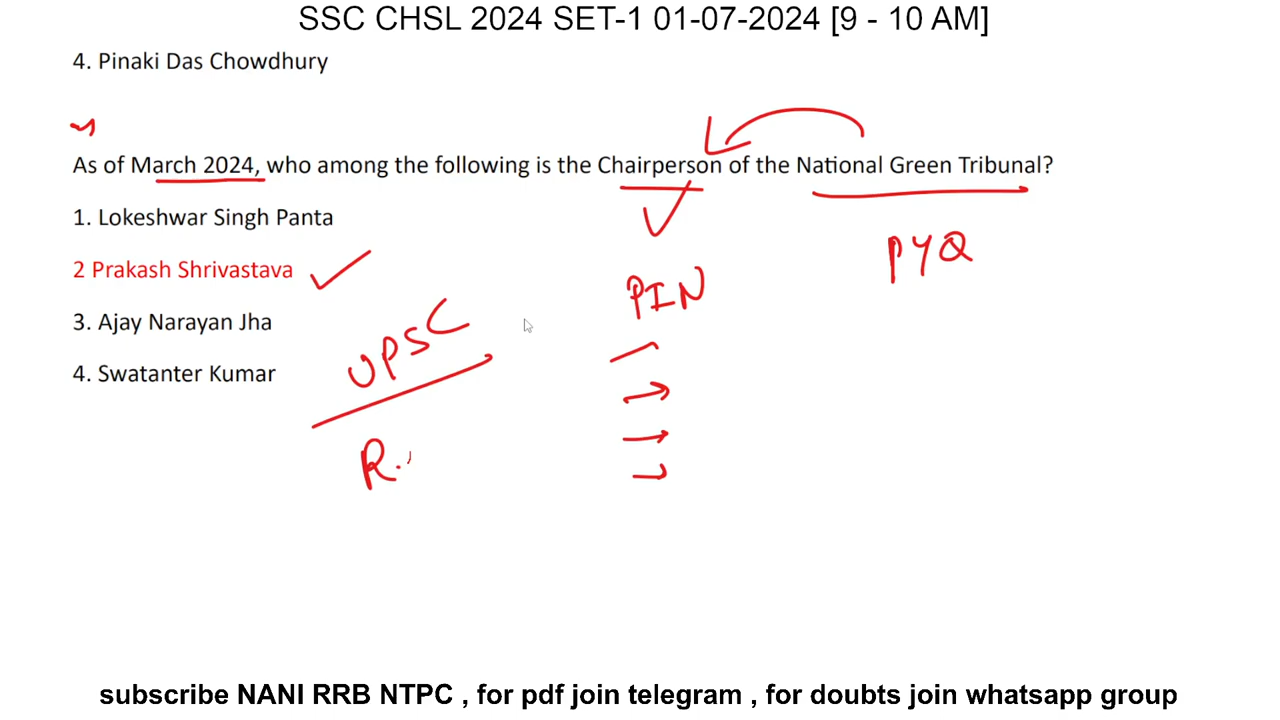 SSC CHSL 2024 SET-1 01-07-2024 [9 - 10 AM]
4. Pinaki Das Chowdhury
As of March 2024, who among the following is the Chairperson of the National Green Tribunal?
1. Lokeshwar Singh Panta
PYQ
2 Prakash Shrivastava
PIN
3. Ajay Narayan Jha
UPSC
4. Swatanter Kumar
R.
subscribe NANI RRB NTPC , for pdf join telegram , for doubts join whatsapp group